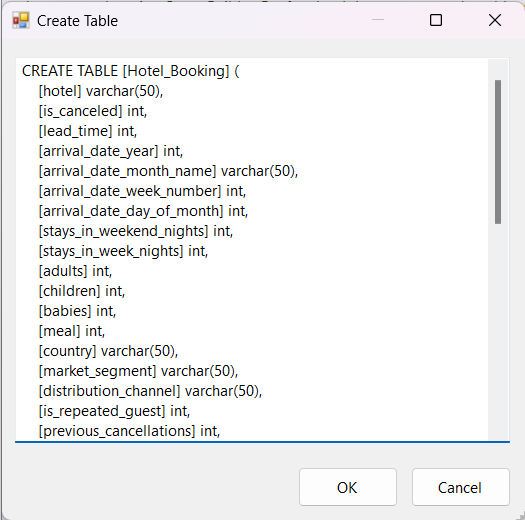 Create Table
CREATE TABLE [Hotel_Booking] (
[hotel] varchar(50),
[is_canceled] int,
[lead_time] int,
[arrival_date_year] int,
[arrival_date_month_name] varchar(50),
[arrival_date_week_number] int,
[arrival_date_day_of_month] int,
[stays_in_weekend_nights] int,
[stays_in_week_nights] int,
[adults] int,
[children] int,
[babies] int,
[meal] int,
[country] varchar(50),
[market_segment] varchar(50),
[distribution_channel] varchar(50),
[is_repeated_guest] int,
[previous_cancellations] int,
OK Cancel